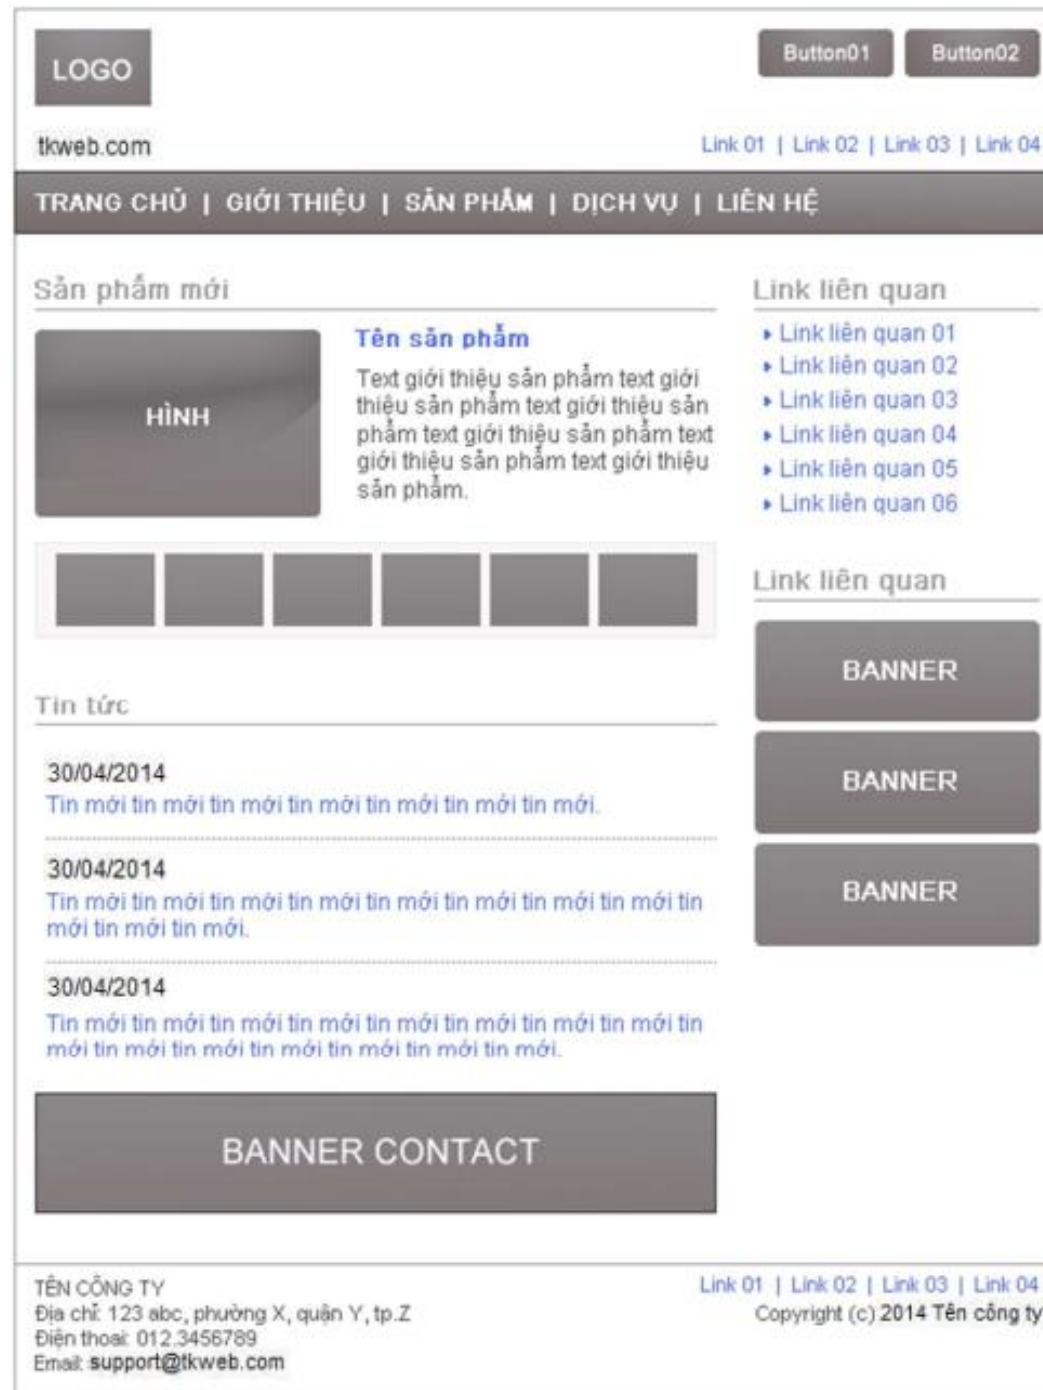 LOGO
Button01
Button02
tkweb.com
Link 01 | Link 02 | Link 03 | Link 04
TRANG CHỦ | GIỚI THIỆU | SẢN PHẨM | DỊCH VỤ | LIÊN HỆ
Sản phẩm mới
HÌNH
Tên sản phẩm
Text giới thiệu sản phẩm text giới
thiệu sản phẩm text giới thiệu sản
phẩm text giới thiệu sản phẩm text
giới thiệu sản phẩm text giới thiệu
sản phẩm.
Tin tức
30/04/2014
Tin mới tin mới tin mới tin mới tin mới tin mới tin mới.
30/04/2014
Tin mới tin mới tin mới tin mới tin mới tin mới tin mới tin mới tin
mới tin mới tin mới.
30/04/2014
Tin mới tin mới tin mới tin mới tin mới tin mới tin mới tin mới tin
mới tin mới tin mới tin mới tin mới tin mới tin mới.
BANNER CONTACT
Link liên quan
Link liên quan 01
Link liên quan 02
Link liên quan 03
Link liên quan 04
Link liên quan 05
Link liên quan 06
Link liên quan
BANNER
BANNER
BANNER
TÊN CÔNG TY
Địa chỉ: 123 abc, phường X, quận Y, tp.Z
Điện thoại: 012.3456789
Email: support@tkweb.com
Link 01 | Link 02 | Link 03 | Link 04
Copyright (c) 2014 Tên công ty